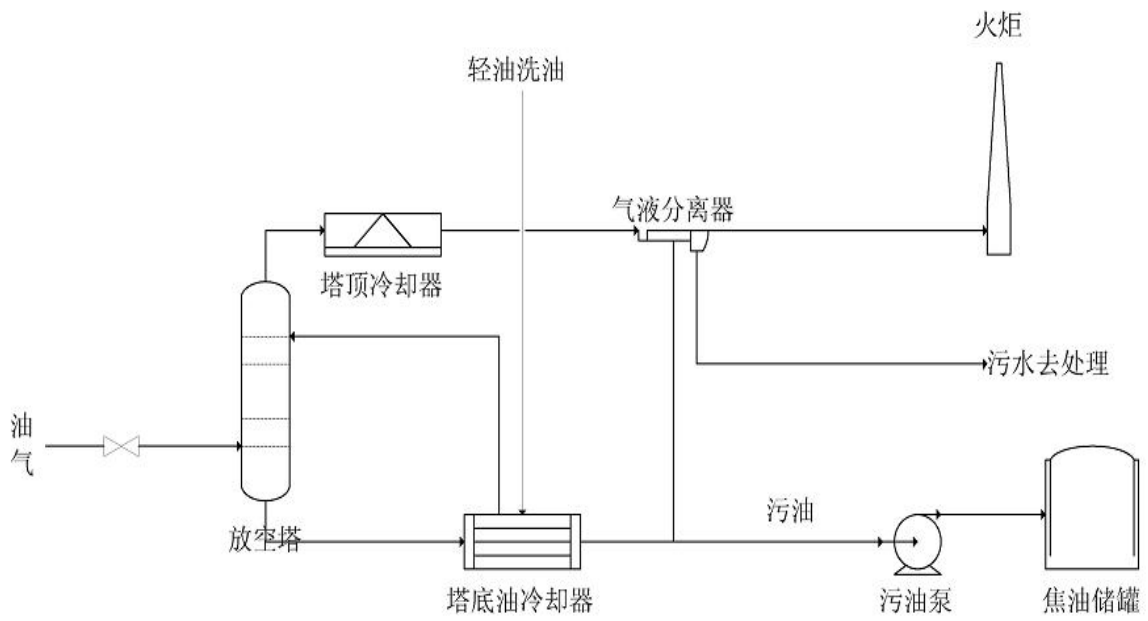 火炬
轻油洗油
气液分离器
塔顶冷却器
污水去处理
油
气
污油
放空塔
塔底油冷却器
污油泵
焦油储罐